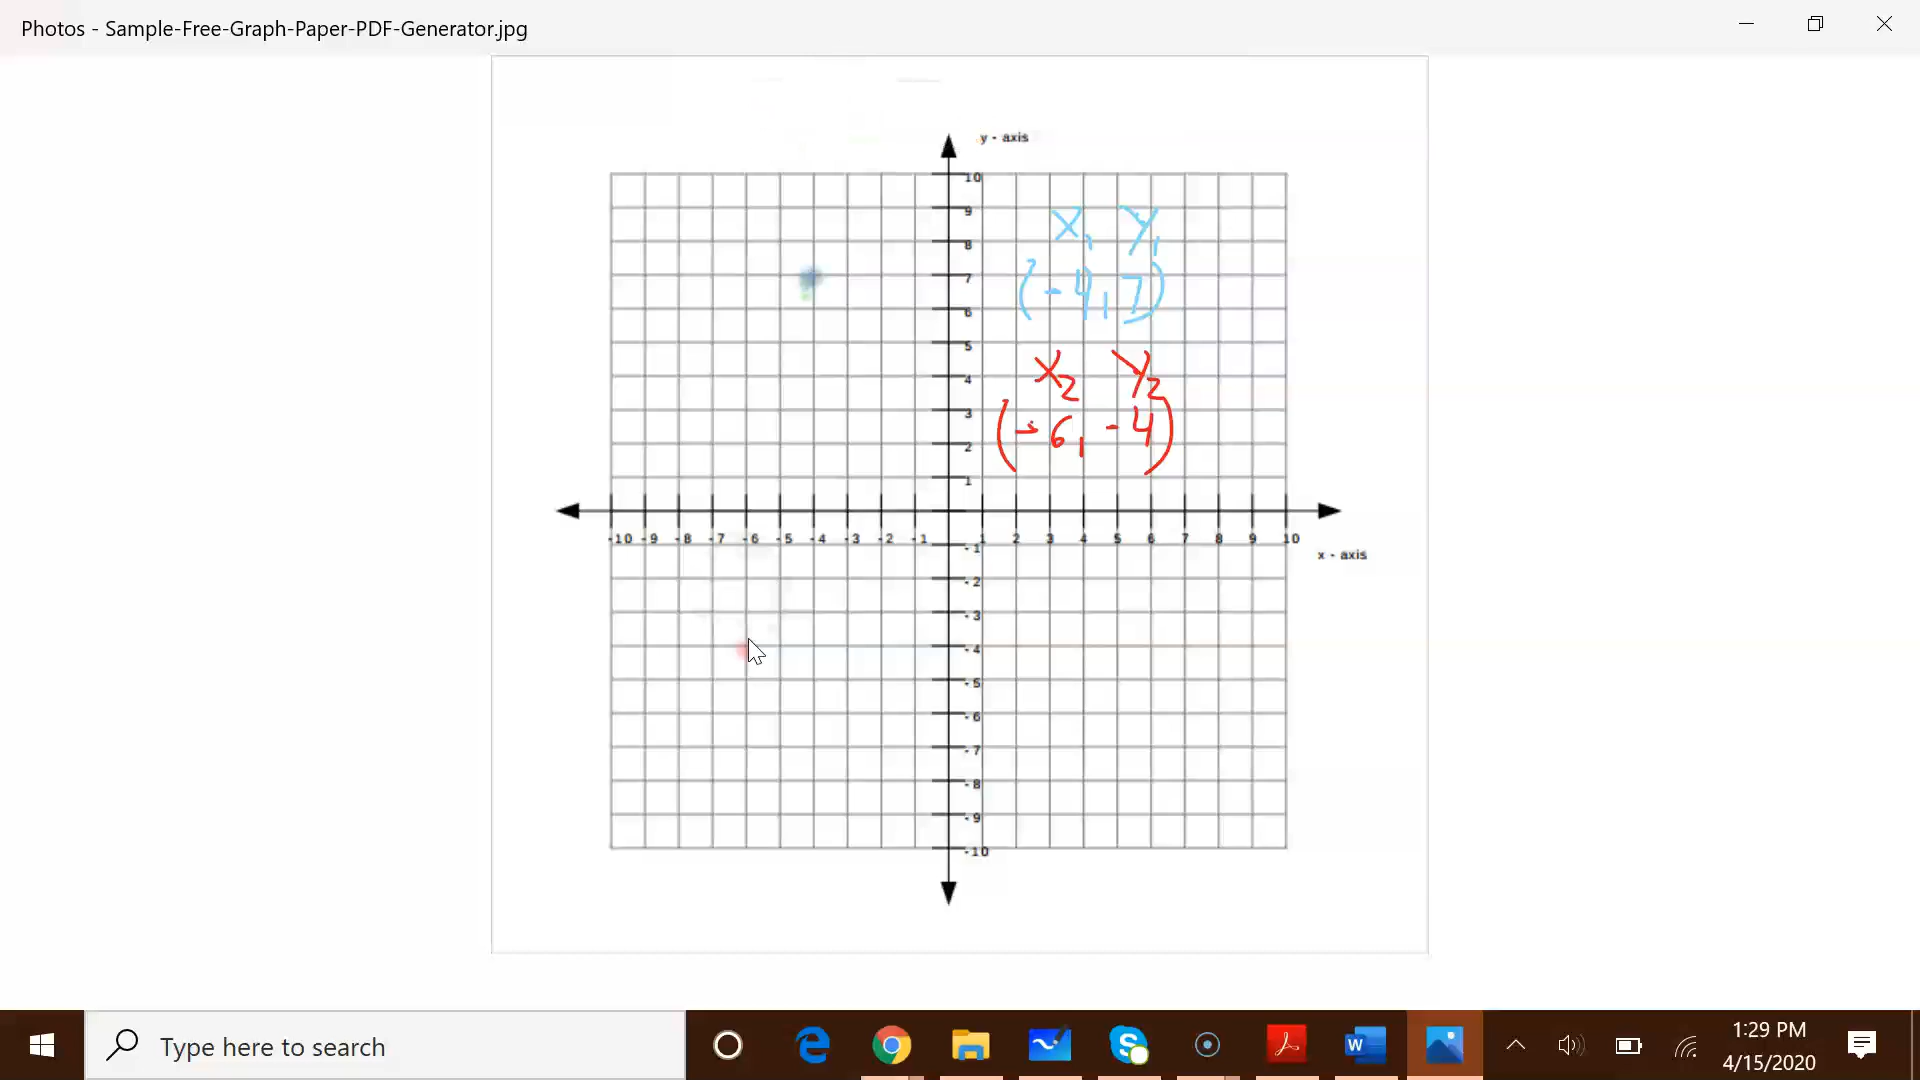 Photos - Sample-Free-Graph-Paper-PDF-Generator.jpg
y - axis
10
9
X₁ Y₁
8
7
(-4, 7)
6
5
X₂ Y₂
4
3
(-6, -4)
2
1
-10 -9 -8 -7 -6 -5 -4 -3 -2 -1 1 2 3 4 5 6 7 8 9 10
x - axis
-1
-2
-3
-4
-5
-6
-7
-8
-9
-10
Type here to search
W
S
1:29 PM
4/15/2020